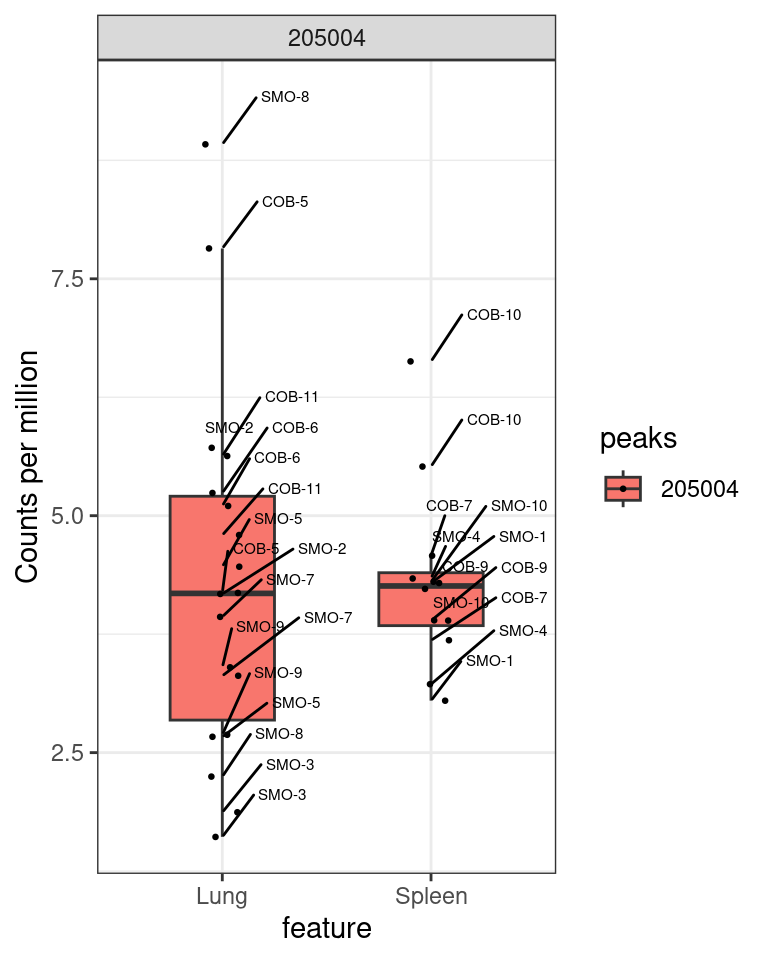 205004
SMO-8
COB-5
7.5
COB-10
COB-11
COB-10
SMO-2
COB-6
COB-6
COB-11
COB-7
SMO-10
5.0
SMO-5
SMO-4
SMO-1
COB-5
SMO-2
COB-9
COB-9
SMO-7
SMO-10
COB-7
SMO-7
SMO-9
SMO-4
SMO-1
SMO-9
SMO-5
SMO-8
2.5
SMO-3
SMO-3
Lung
Spleen
feature
Counts per million
peaks
205004